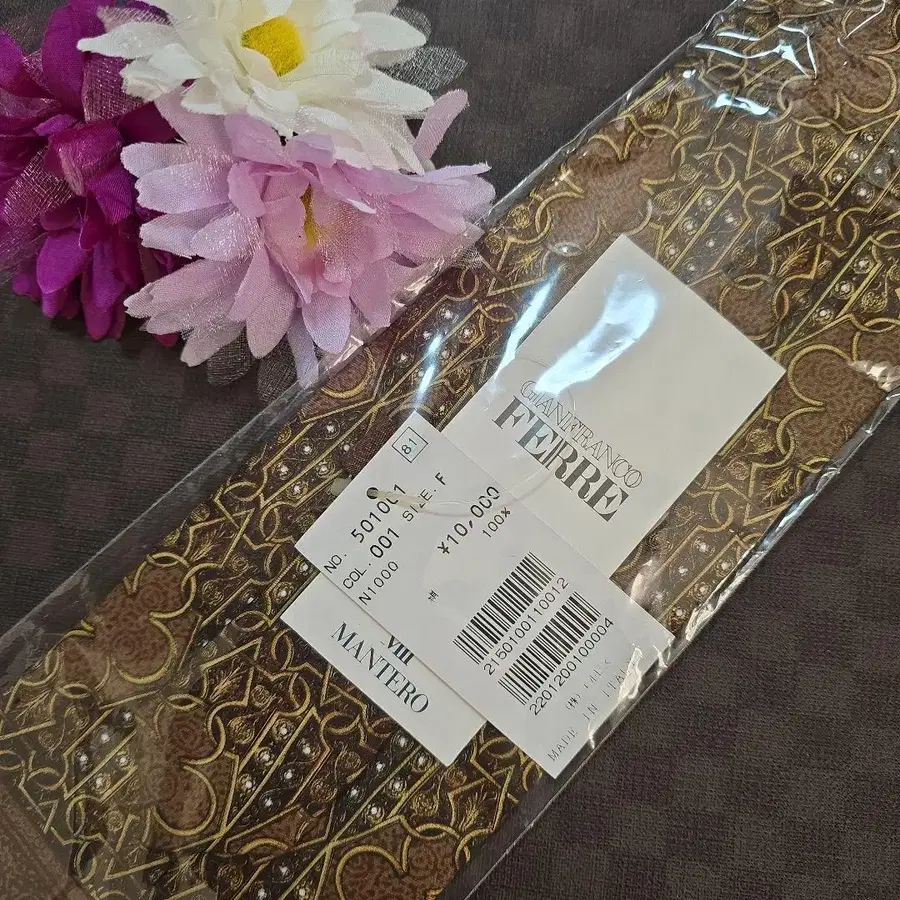 GIANFRANCO
FERRE
81
NO. 501001
COL. 001 SIZE. F
N1000
¥10,000
100%
2150100110012
2201200100004
MADE IN ITALY
VIII
MANTERO